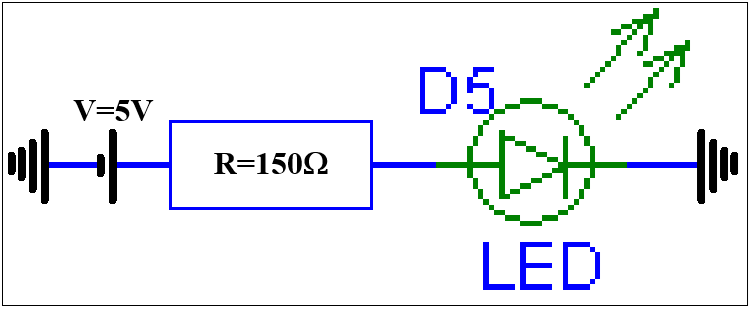 D5
V=5V
R=150Ω
LED